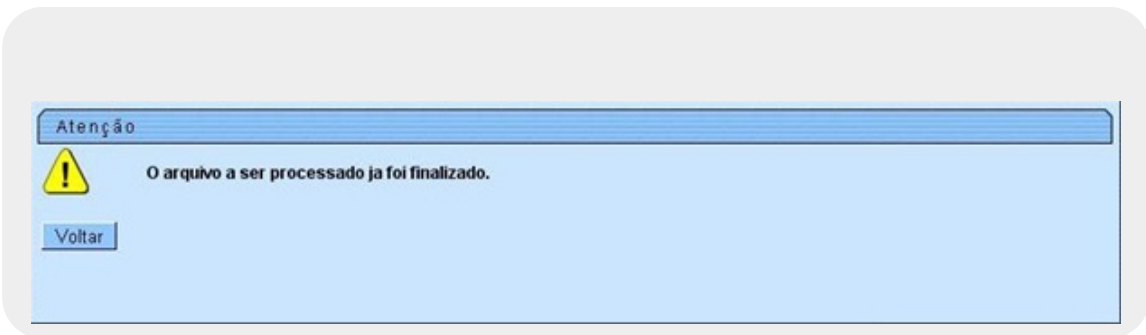 Atenção
O arquivo a ser processado ja foi finalizado.
Voltar